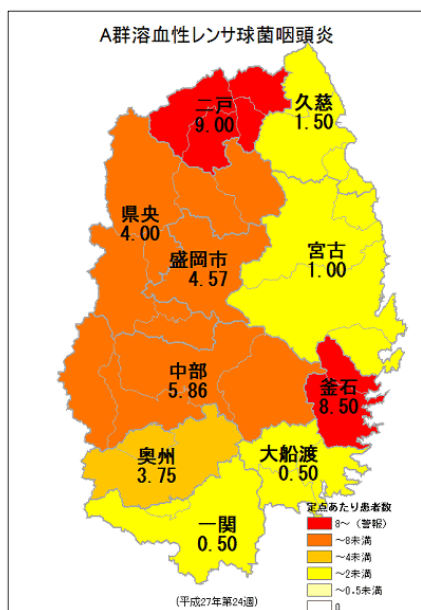 A群溶血性レンサ球菌咽頭炎
二戸
9.00
久慈
1.50
県央
4.00
盛岡市
4.57
宮古
1.00
中部
5.86
釜石
8.50
奥州
3.75
大船渡
0.50
一関
0.50
定点あたり患者数
8～（警報）
～8未満
～4未満
～2未満
～0.5未満
0
(平成27年第24週)